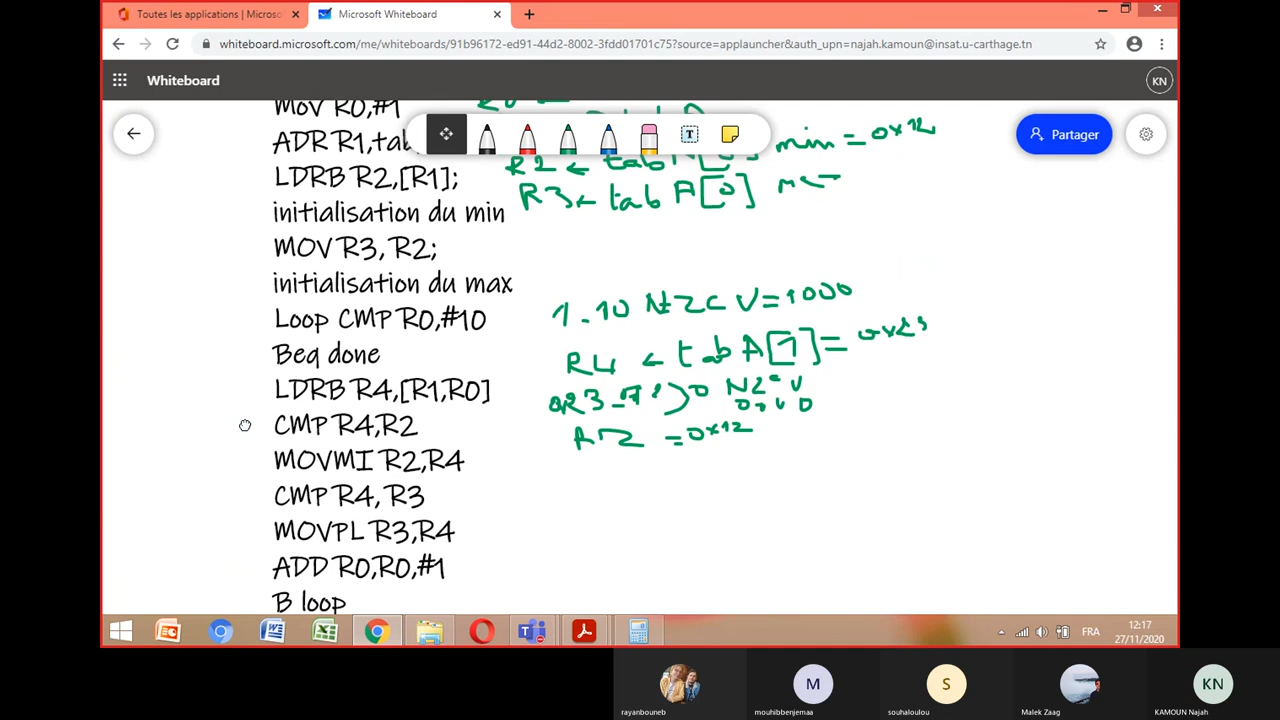 Toutes les applications | Micros
Microsoft Whiteboard
whiteboard.microsoft.com/me/whiteboards/91b96172-ed91-44d2-8002-3fdd01701c75?source=applauncher&auth_upn=najah.kamoun@insat.u-carthage.tn
Whiteboard
KN
Partager
MOV R0,#1
ADR R1,tab
LDRB R2,[R1];
initialisation du min
MOV R3, R2;
initialisation du max
Loop CMP R0,#10
Beq done
LDRB R4,[R1,R0]
CMP R4,R2
MOVMI R2,R4
CMP R4, R3
MOVPL R3,R4
ADD R0,R0,#1
B loop
min = 0x12
R3 ← tab A[0]
1-10 NZCV=1000
R4 ← tab A[1] =
R2 = 0x12
FRA
12:17
27/11/2020
rayanbouneb
M
mouhibbenjemaa
S
souhaloulou
Malek Zaag
KN
KAMOUN Najah